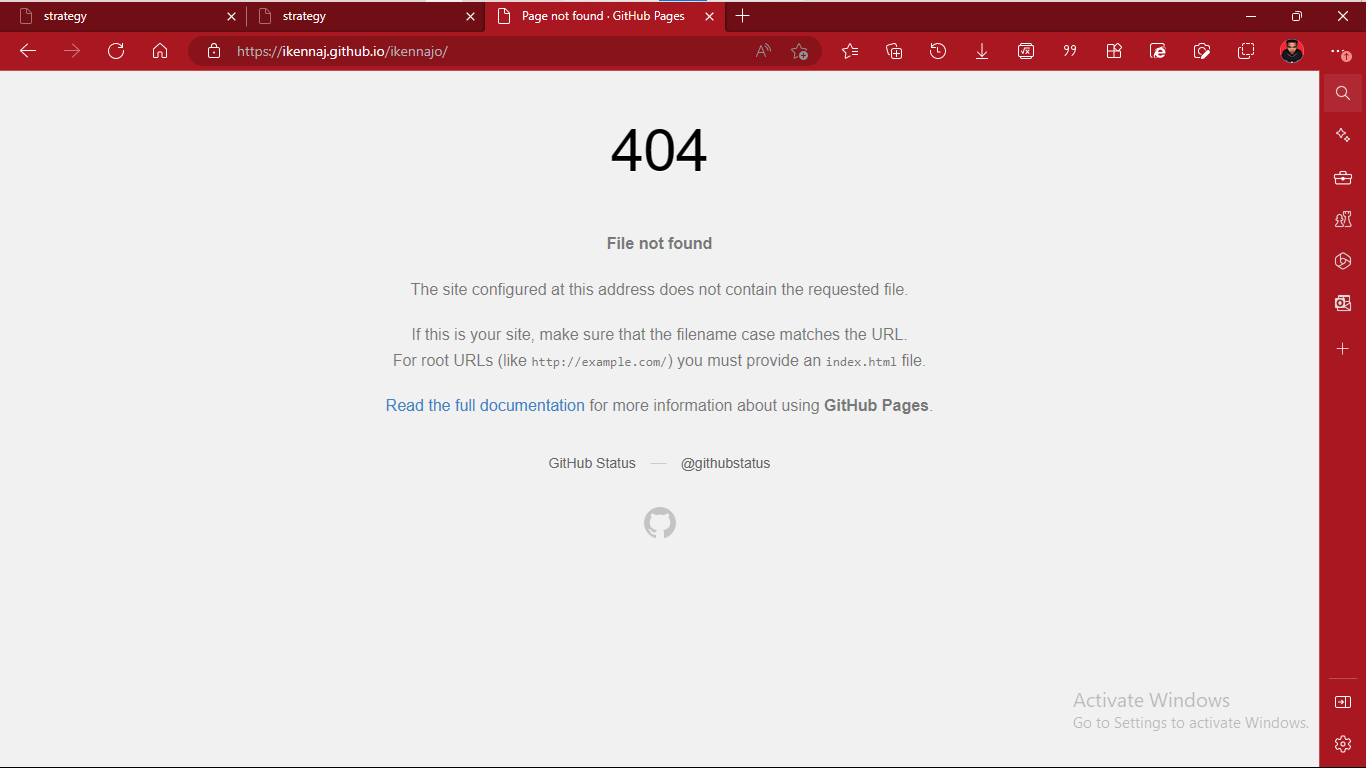 strategy
strategy
Page not found · GitHub Pages
https://ikennaj.github.io/ikennajo/
404
File not found
The site configured at this address does not contain the requested file.
If this is your site, make sure that the filename case matches the URL.
For root URLs (like http://example.com/) you must provide an index.html file.
Read the full documentation for more information about using GitHub Pages.
GitHub Status — @githubstatus
Activate Windows
Go to Settings to activate Windows.